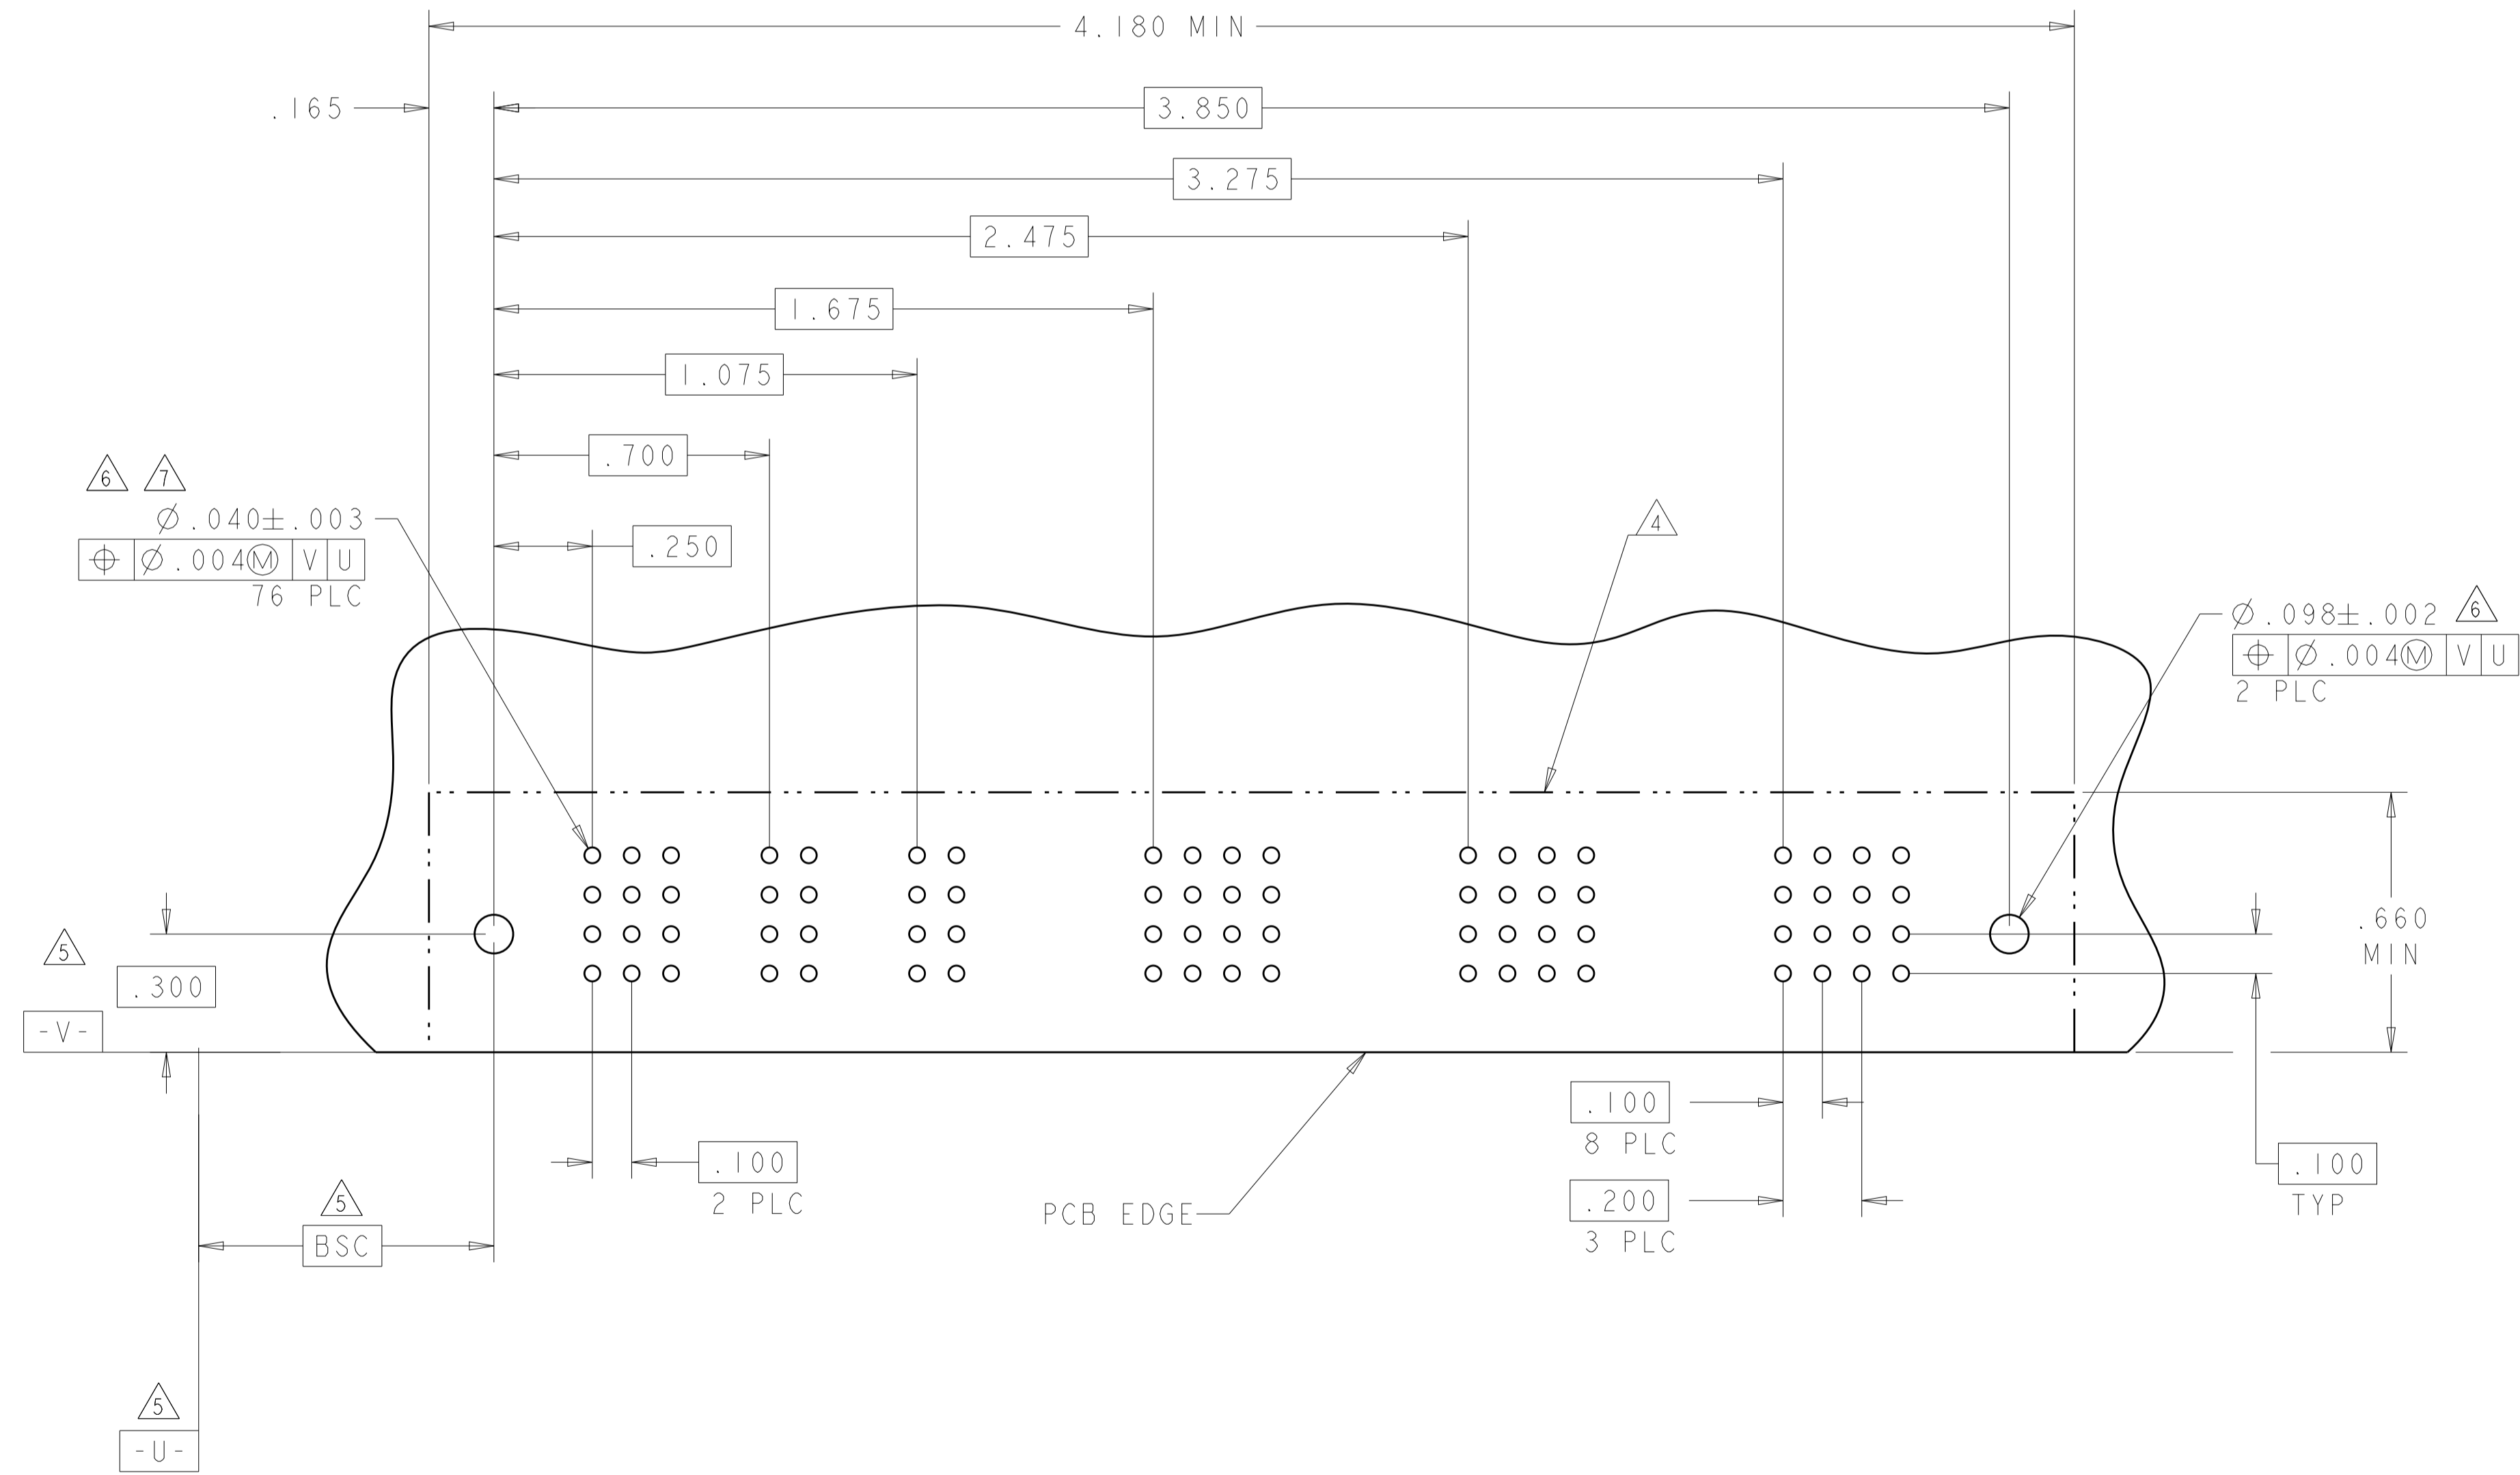 4.180 MIN
.165
3.850
3.275
2.475
1.675
1.075
.700
6 7
⌀.040±.003
⌖ ⌀.004Ⓜ V U
76 PLC
.250
4
⌀.098±.002 6
⌖ ⌀.004Ⓜ V U
2 PLC
5
.300
-V-
.660
MIN
.100
8 PLC
.100
2 PLC
.100
TYP
5
BSC
PCB EDGE
.200
3 PLC
5
-U-